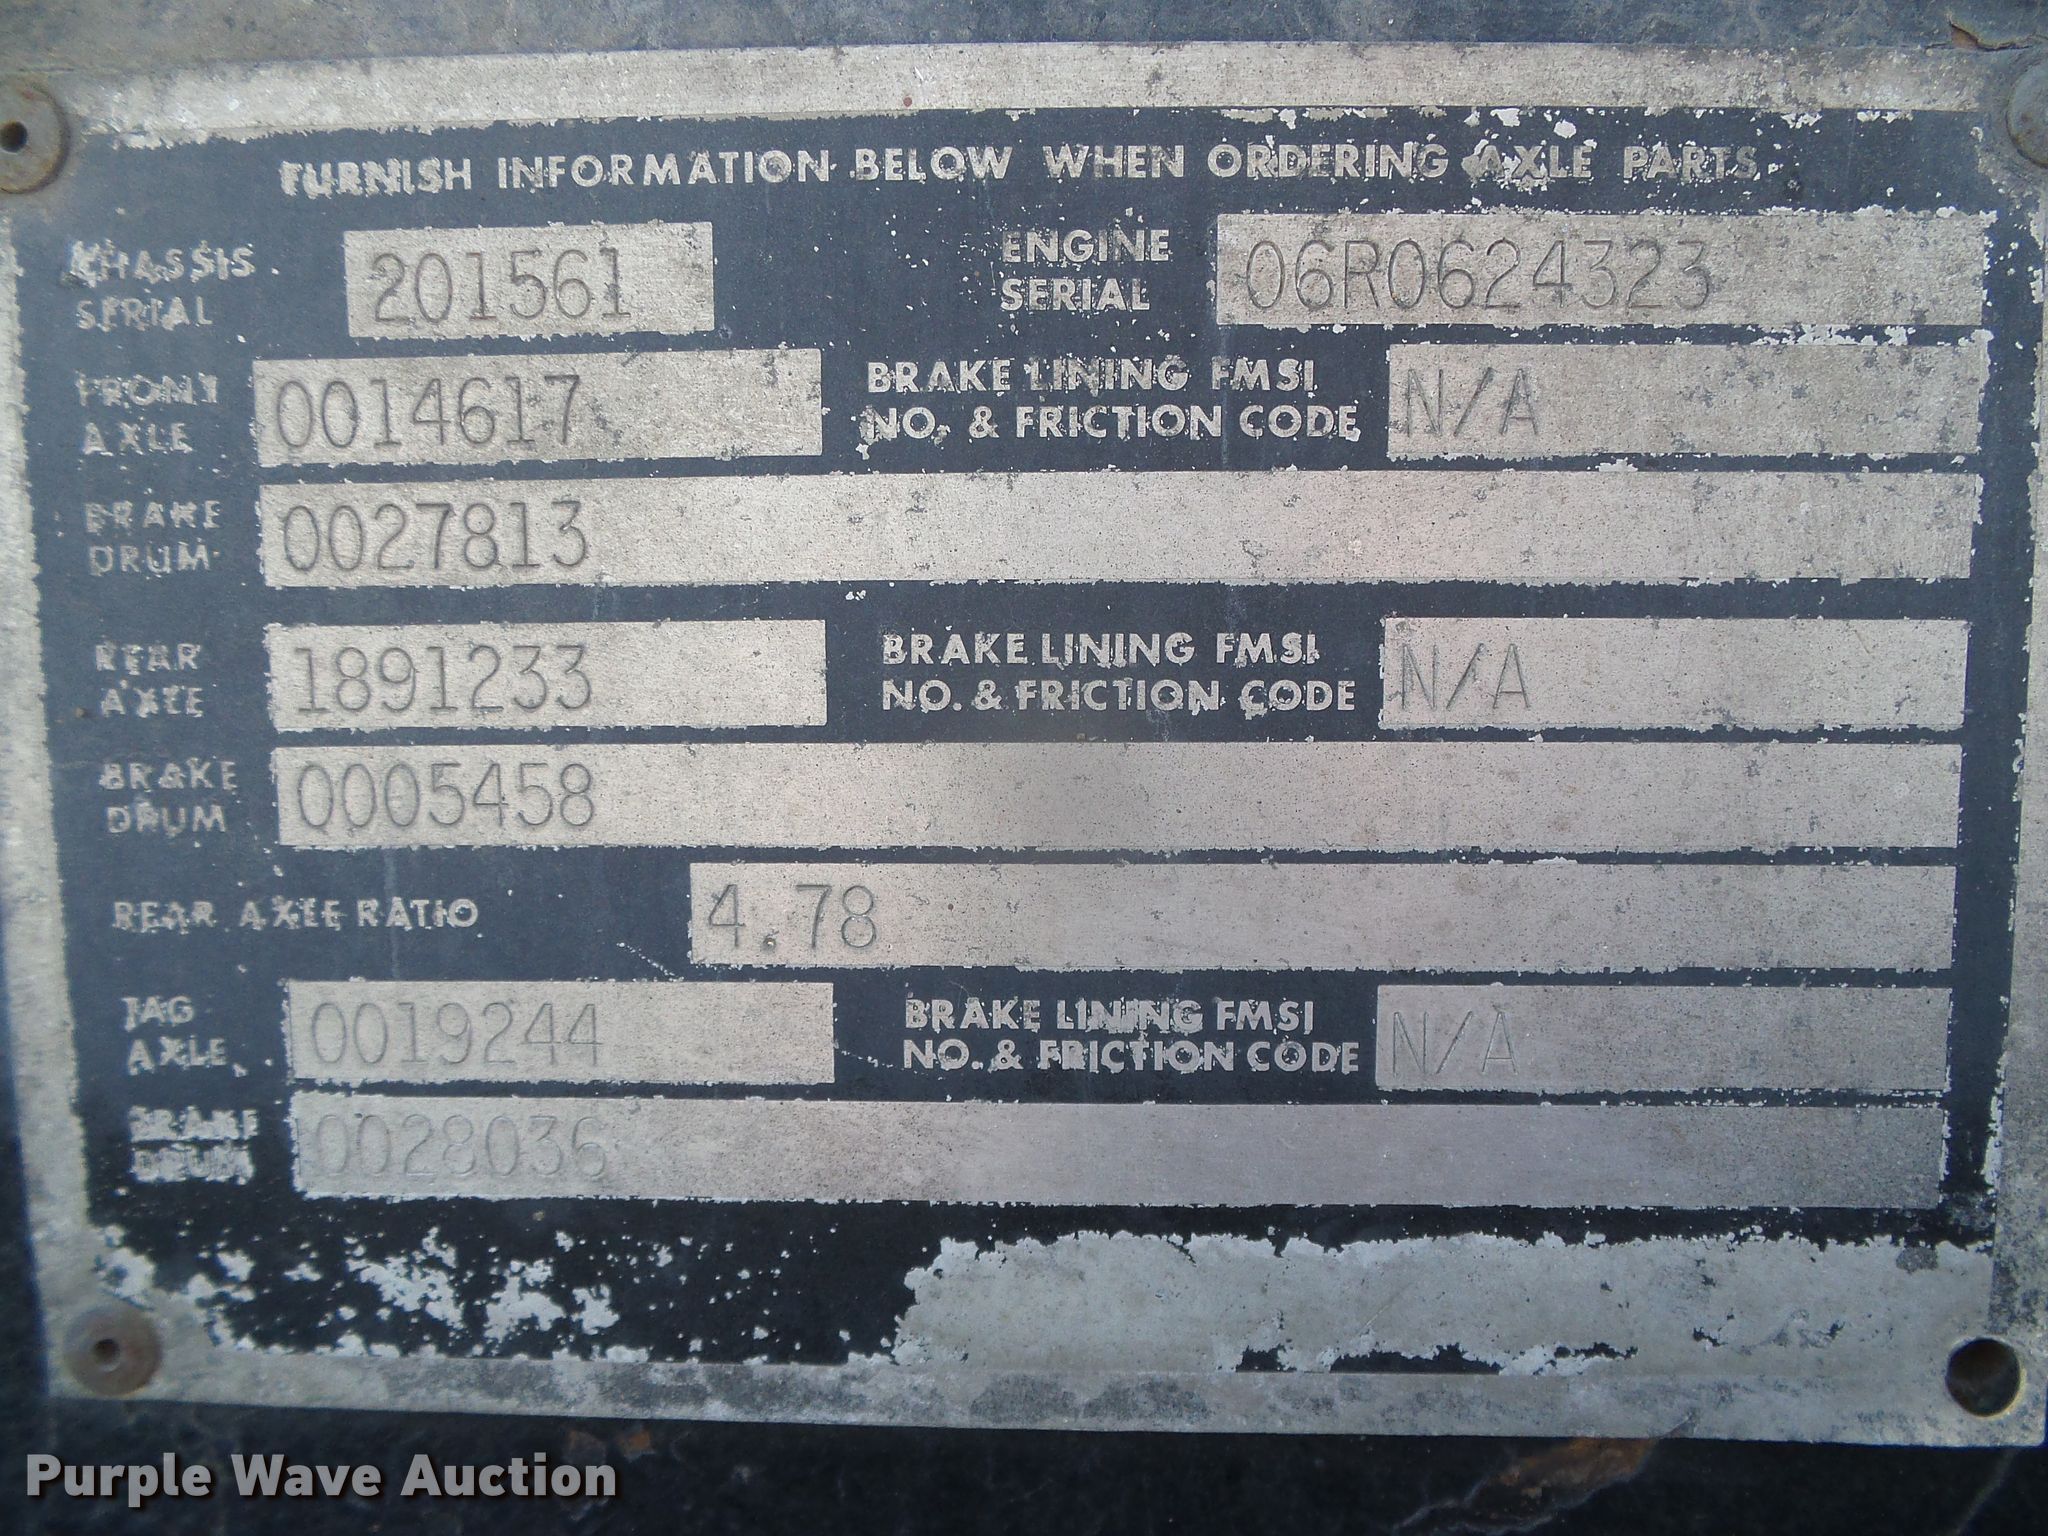 FURNISH INFORMATION BELOW WHEN ORDERING AXLE PARTS
CHASSIS SERIAL 201561 ENGINE SERIAL 06R0624323
FRONT AXLE 0014617 BRAKE LINING FMSI NO. & FRICTION CODE N/A
BRAKE DRUM 0027813
REAR AXLE 1891233 BRAKE LINING FMSI NO. & FRICTION CODE N/A
BRAKE DRUM 0005458
REAR AXLE RATIO 4.78
TAG AXLE 0019244 BRAKE LINING FMSI NO. & FRICTION CODE N/A
BRAKE DRUM 0028036
Purple Wave Auction